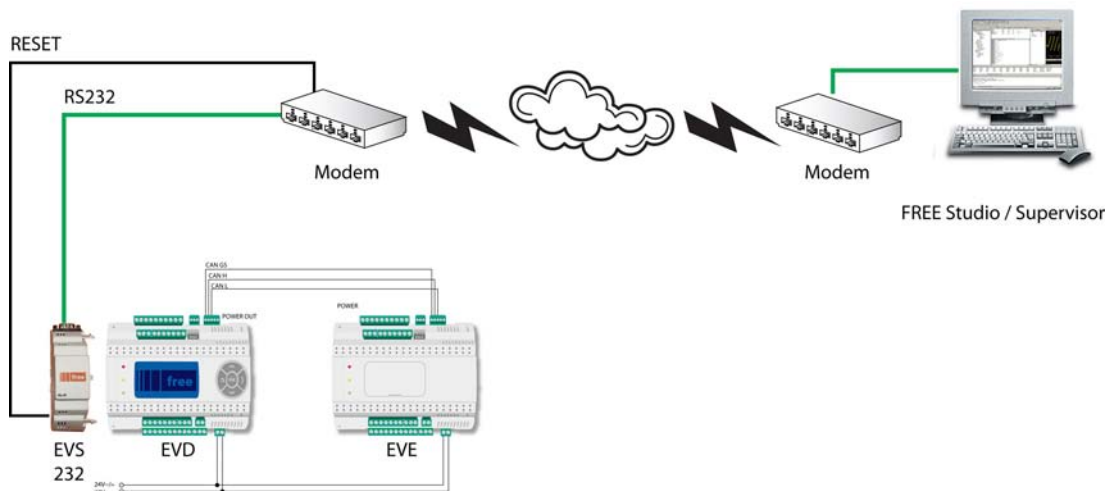 RESET
RS232
Modem
Modem
FREE Studio / Supervisor
CAN GS
CAN H
CAN L
POWER OUT
POWER
free
free
EVS
232
EVD
EVE
24V~/=